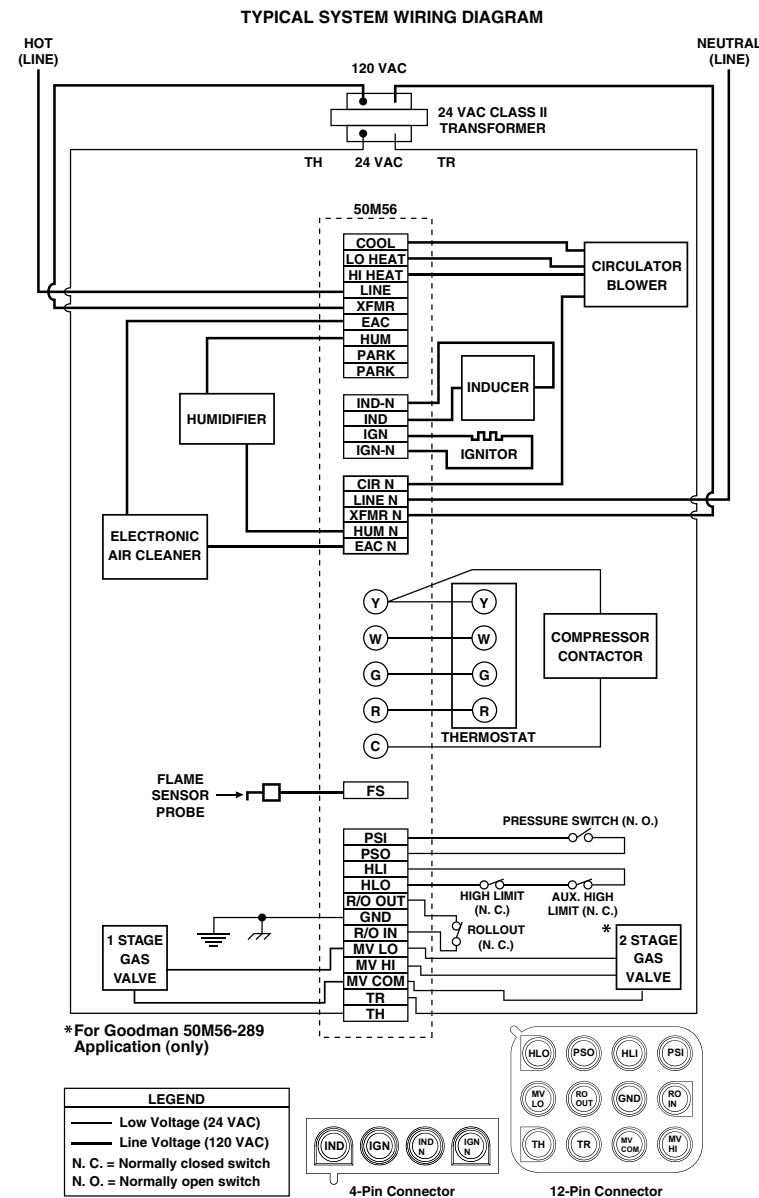 TYPICAL SYSTEM WIRING DIAGRAM
HOT
(LINE)
NEUTRAL
(LINE)
120 VAC
24 VAC CLASS II
TRANSFORMER
TH
24 VAC
TR
50M56
COOL
LO HEAT
HI HEAT
LINE
XFMR
EAC
HUM
PARK
PARK
CIRCULATOR
BLOWER
IND-N
IND
IGN
IGN-N
INDUCER
IGNITOR
HUMIDIFIER
CIR N
LINE N
XFMR N
HUM N
EAC N
ELECTRONIC
AIR CLEANER
Y
Y
W
W
G
G
R
R
C
THERMOSTAT
COMPRESSOR
CONTACTOR
FLAME
SENSOR
PROBE
FS
PRESSURE SWITCH (N. O.)
PSI
PSO
HLI
HLO
R/O OUT
GND
R/O IN
MV LO
MV HI
MV COM
TR
TH
HIGH LIMIT
(N. C.)
AUX. HIGH
LIMIT (N. C.)
ROLLOUT
(N. C.)
1 STAGE
GAS
VALVE
*
2 STAGE
GAS
VALVE
*For Goodman 50M56-289
Application (only)
LEGEND
Low Voltage (24 VAC)
Line Voltage (120 VAC)
N. C. = Normally closed switch
N. O. = Normally open switch
IND
IGN
IND
N
IGN
N
4-Pin Connector
HLO
PSO
HLI
PSI
MV
LO
RO
OUT
GND
RO
IN
TH
TR
MV
COM
MV
HI
12-Pin Connector